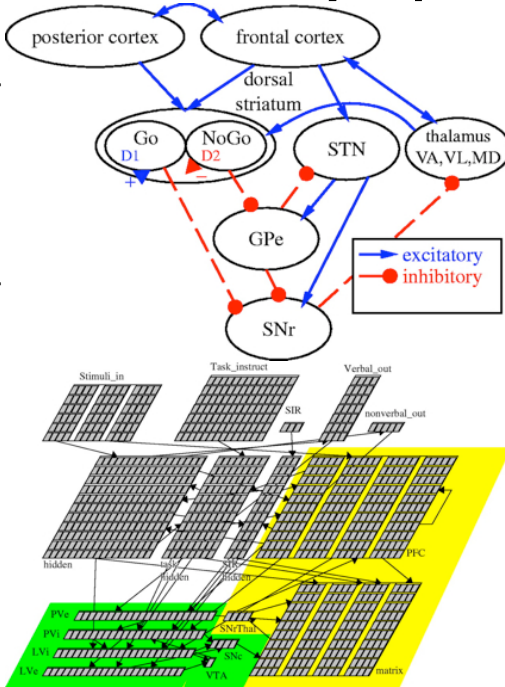 posterior cortex
frontal cortex
dorsal
striatum
Go
NoGo
D1
D2
+
−
STN
thalamus
VA,VL,MD
GPe
excitatory
inhibitory
SNr
Task_instruct
Verbal_out
Stimuli_in
SIR
nonverbal_out
hidden
task
hidden
SIR
hidden
PFC
PVe
SNrThal
PVi
SNc
LVi
LVe
VTA
matrix